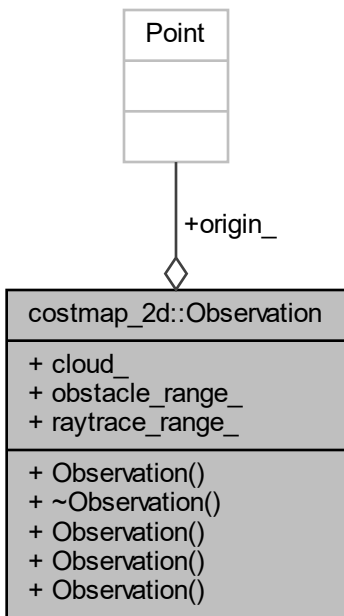 Point
+origin_
costmap_2d::Observation
+ cloud_
+ obstacle_range_
+ raytrace_range_
+ Observation()
+ ~Observation()
+ Observation()
+ Observation()
+ Observation()